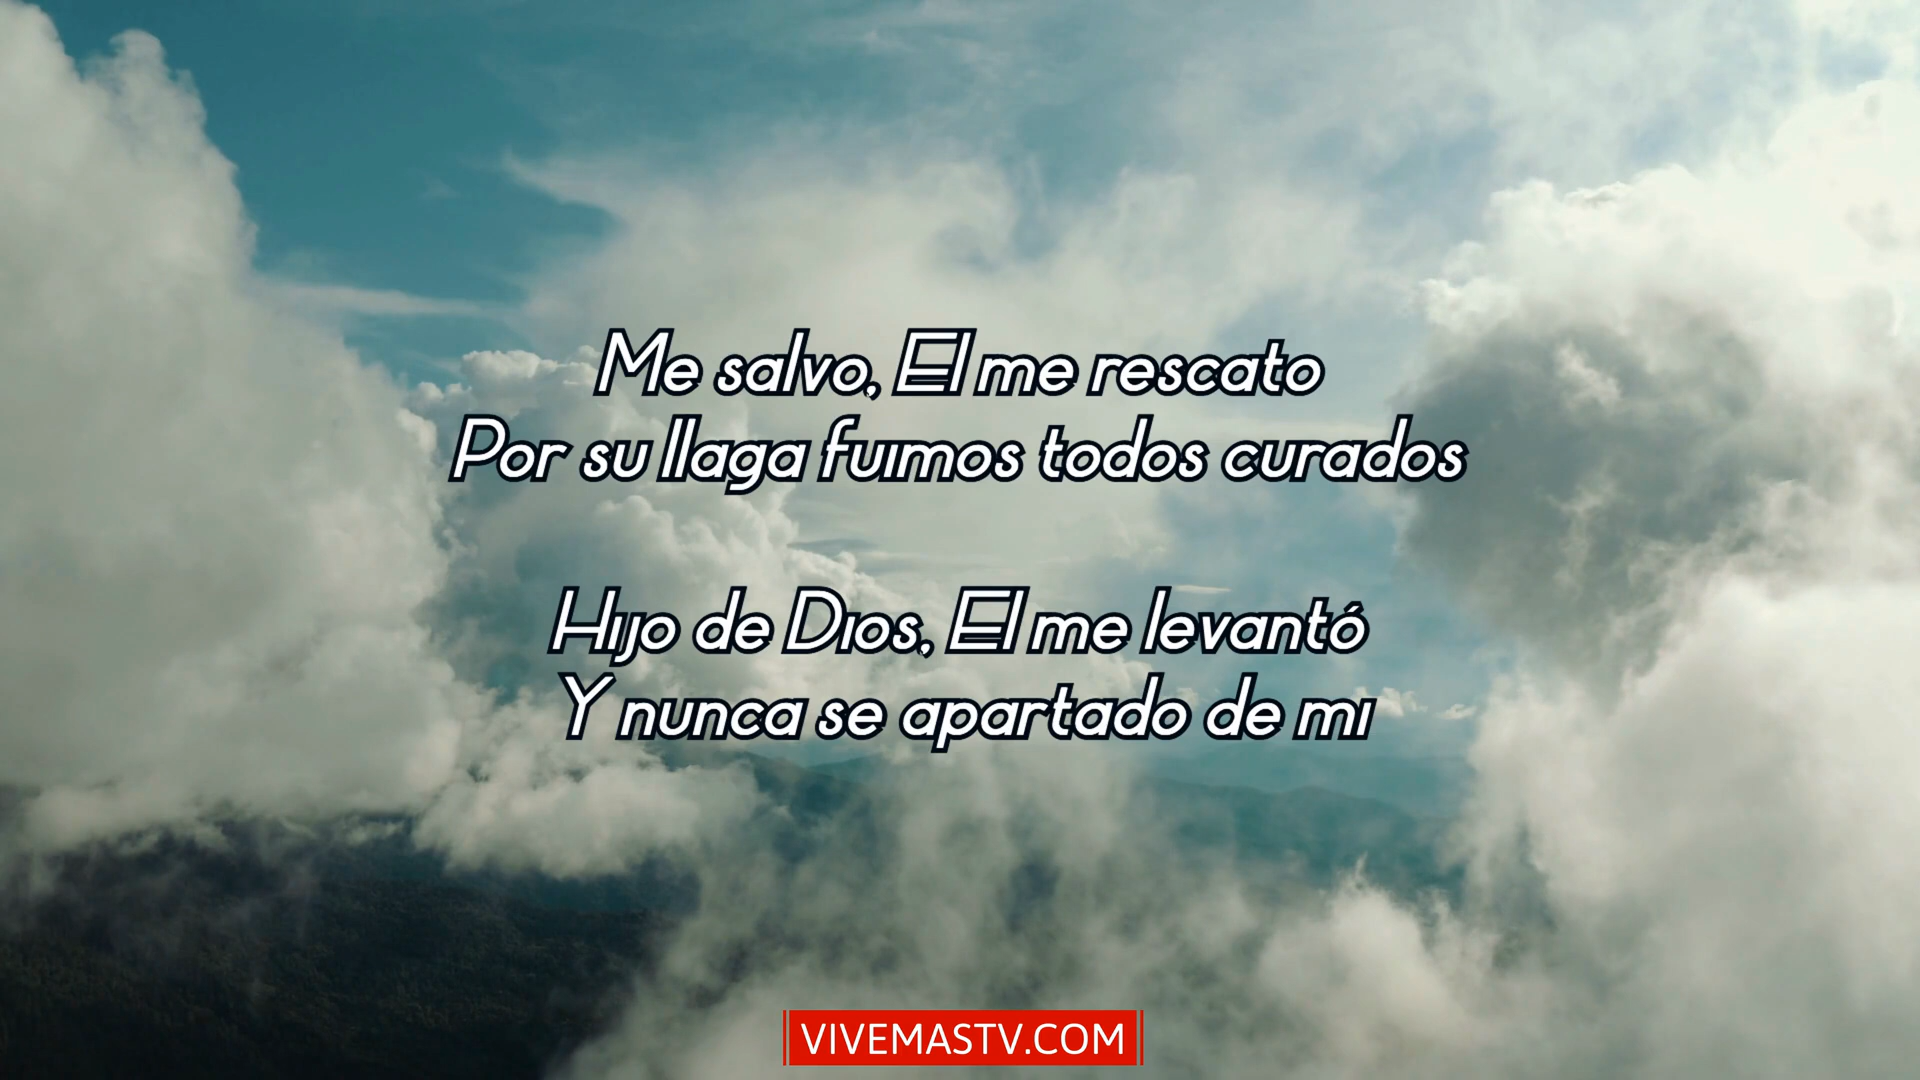 Me salvo, El me rescato
Por su llaga fuimos todos curados
Hijo de Dios, El me levantó
Y nunca se apartado de mi
VIVEMASTV.COM